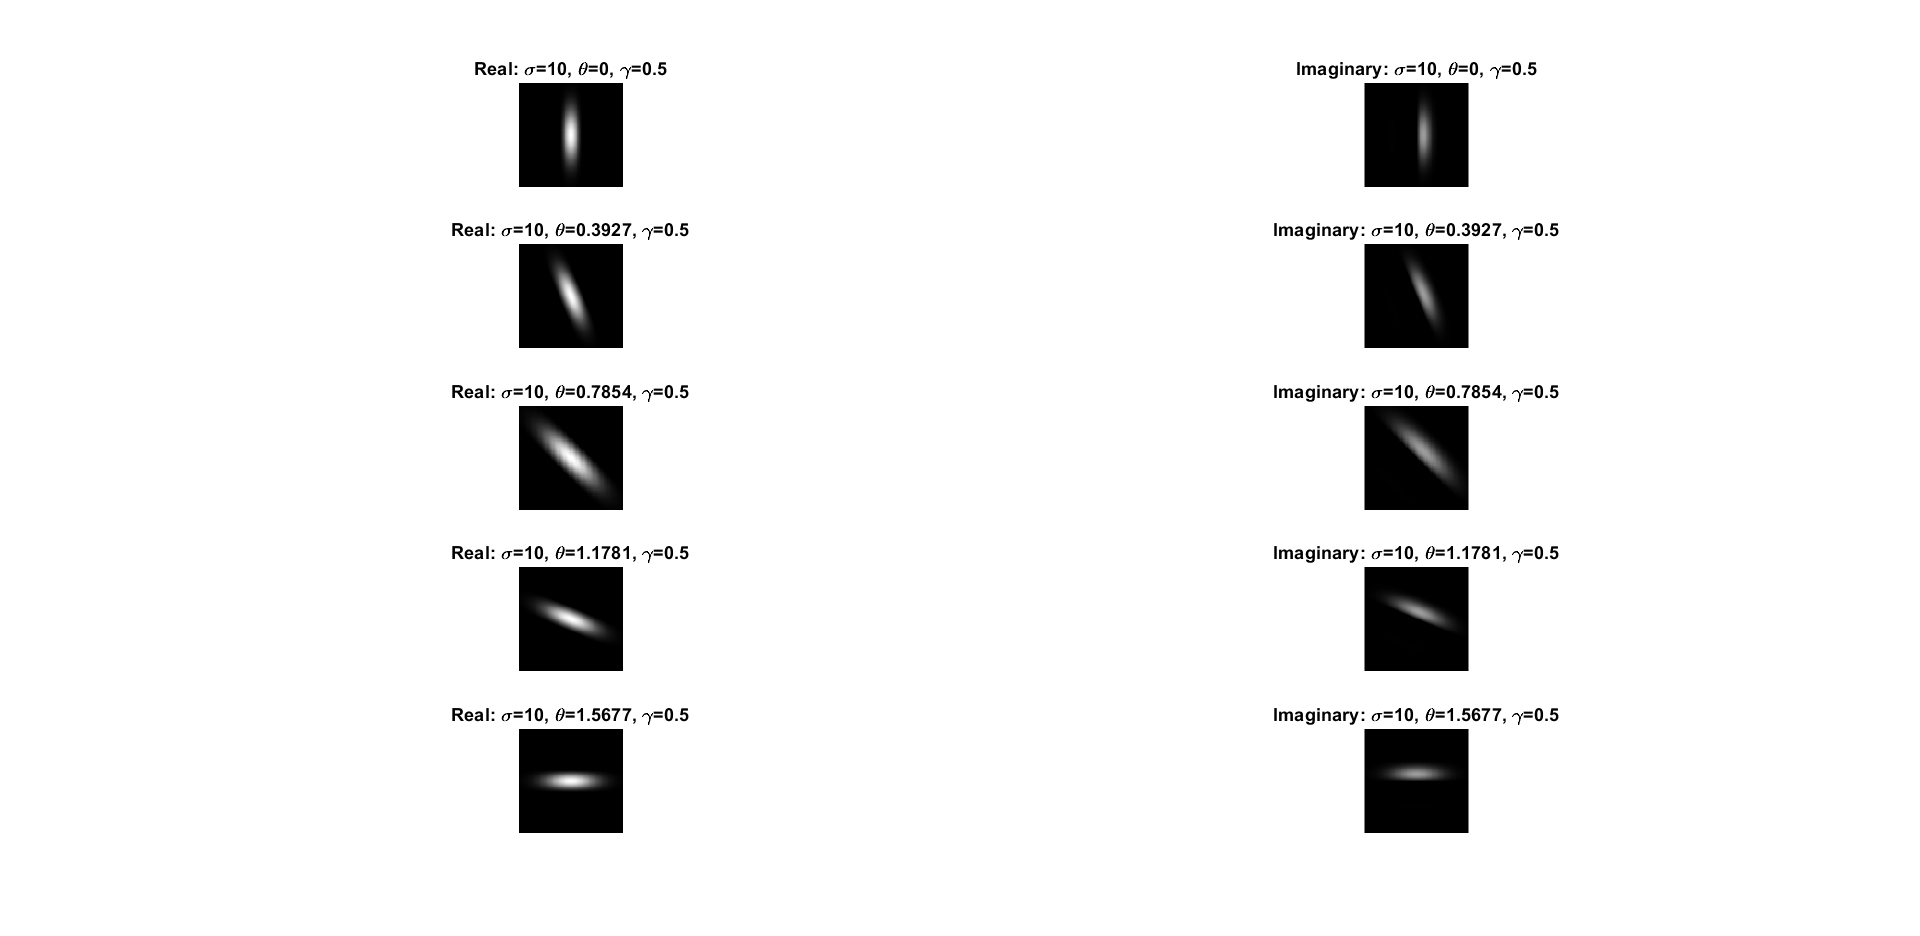 Real: σ=10, θ=0, γ=0.5
Imaginary: σ=10, θ=0, γ=0.5
Real: σ=10, θ=0.3927, γ=0.5
Imaginary: σ=10, θ=0.3927, γ=0.5
Real: σ=10, θ=0.7854, γ=0.5
Imaginary: σ=10, θ=0.7854, γ=0.5
Real: σ=10, θ=1.1781, γ=0.5
Imaginary: σ=10, θ=1.1781, γ=0.5
Real: σ=10, θ=1.5677, γ=0.5
Imaginary: σ=10, θ=1.5677, γ=0.5